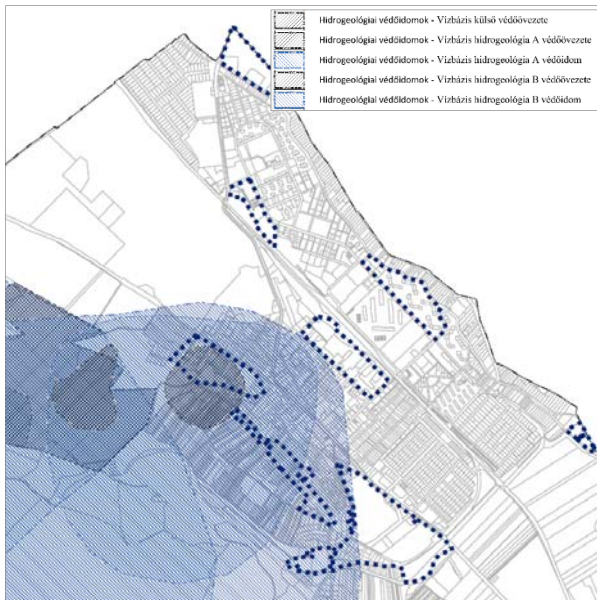 Hidrogeológiai védőidomok - Vízbázis külső védőövezete
Hidrogeológiai védőidomok - Vízbázis hidrogeológia A védőövezete
Hidrogeológiai védőidomok - Vízbázis hidrogeológia A védőidom
Hidrogeológiai védőidomok - Vízbázis hidrogeológia B védőövezete
Hidrogeológiai védőidomok - Vízbázis hidrogeológia B védőidom